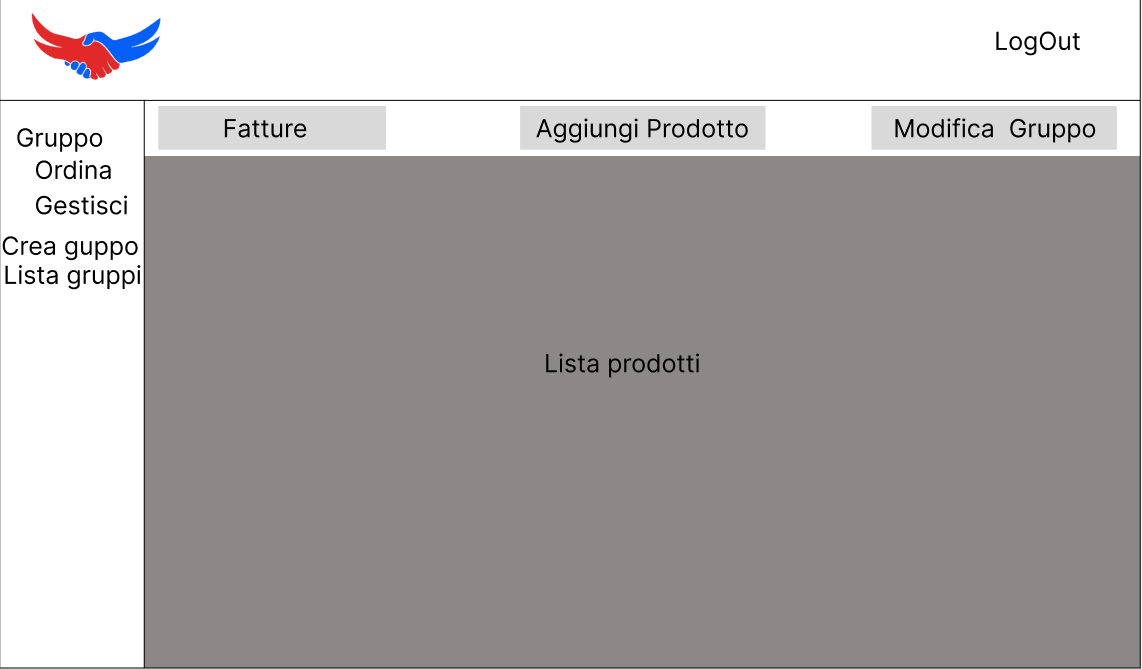 LogOut
Fatture
Aggiungi Prodotto
Modifica  Gruppo
Gruppo
Ordina
Gestisci
Crea guppo
Lista gruppi
Lista prodotti